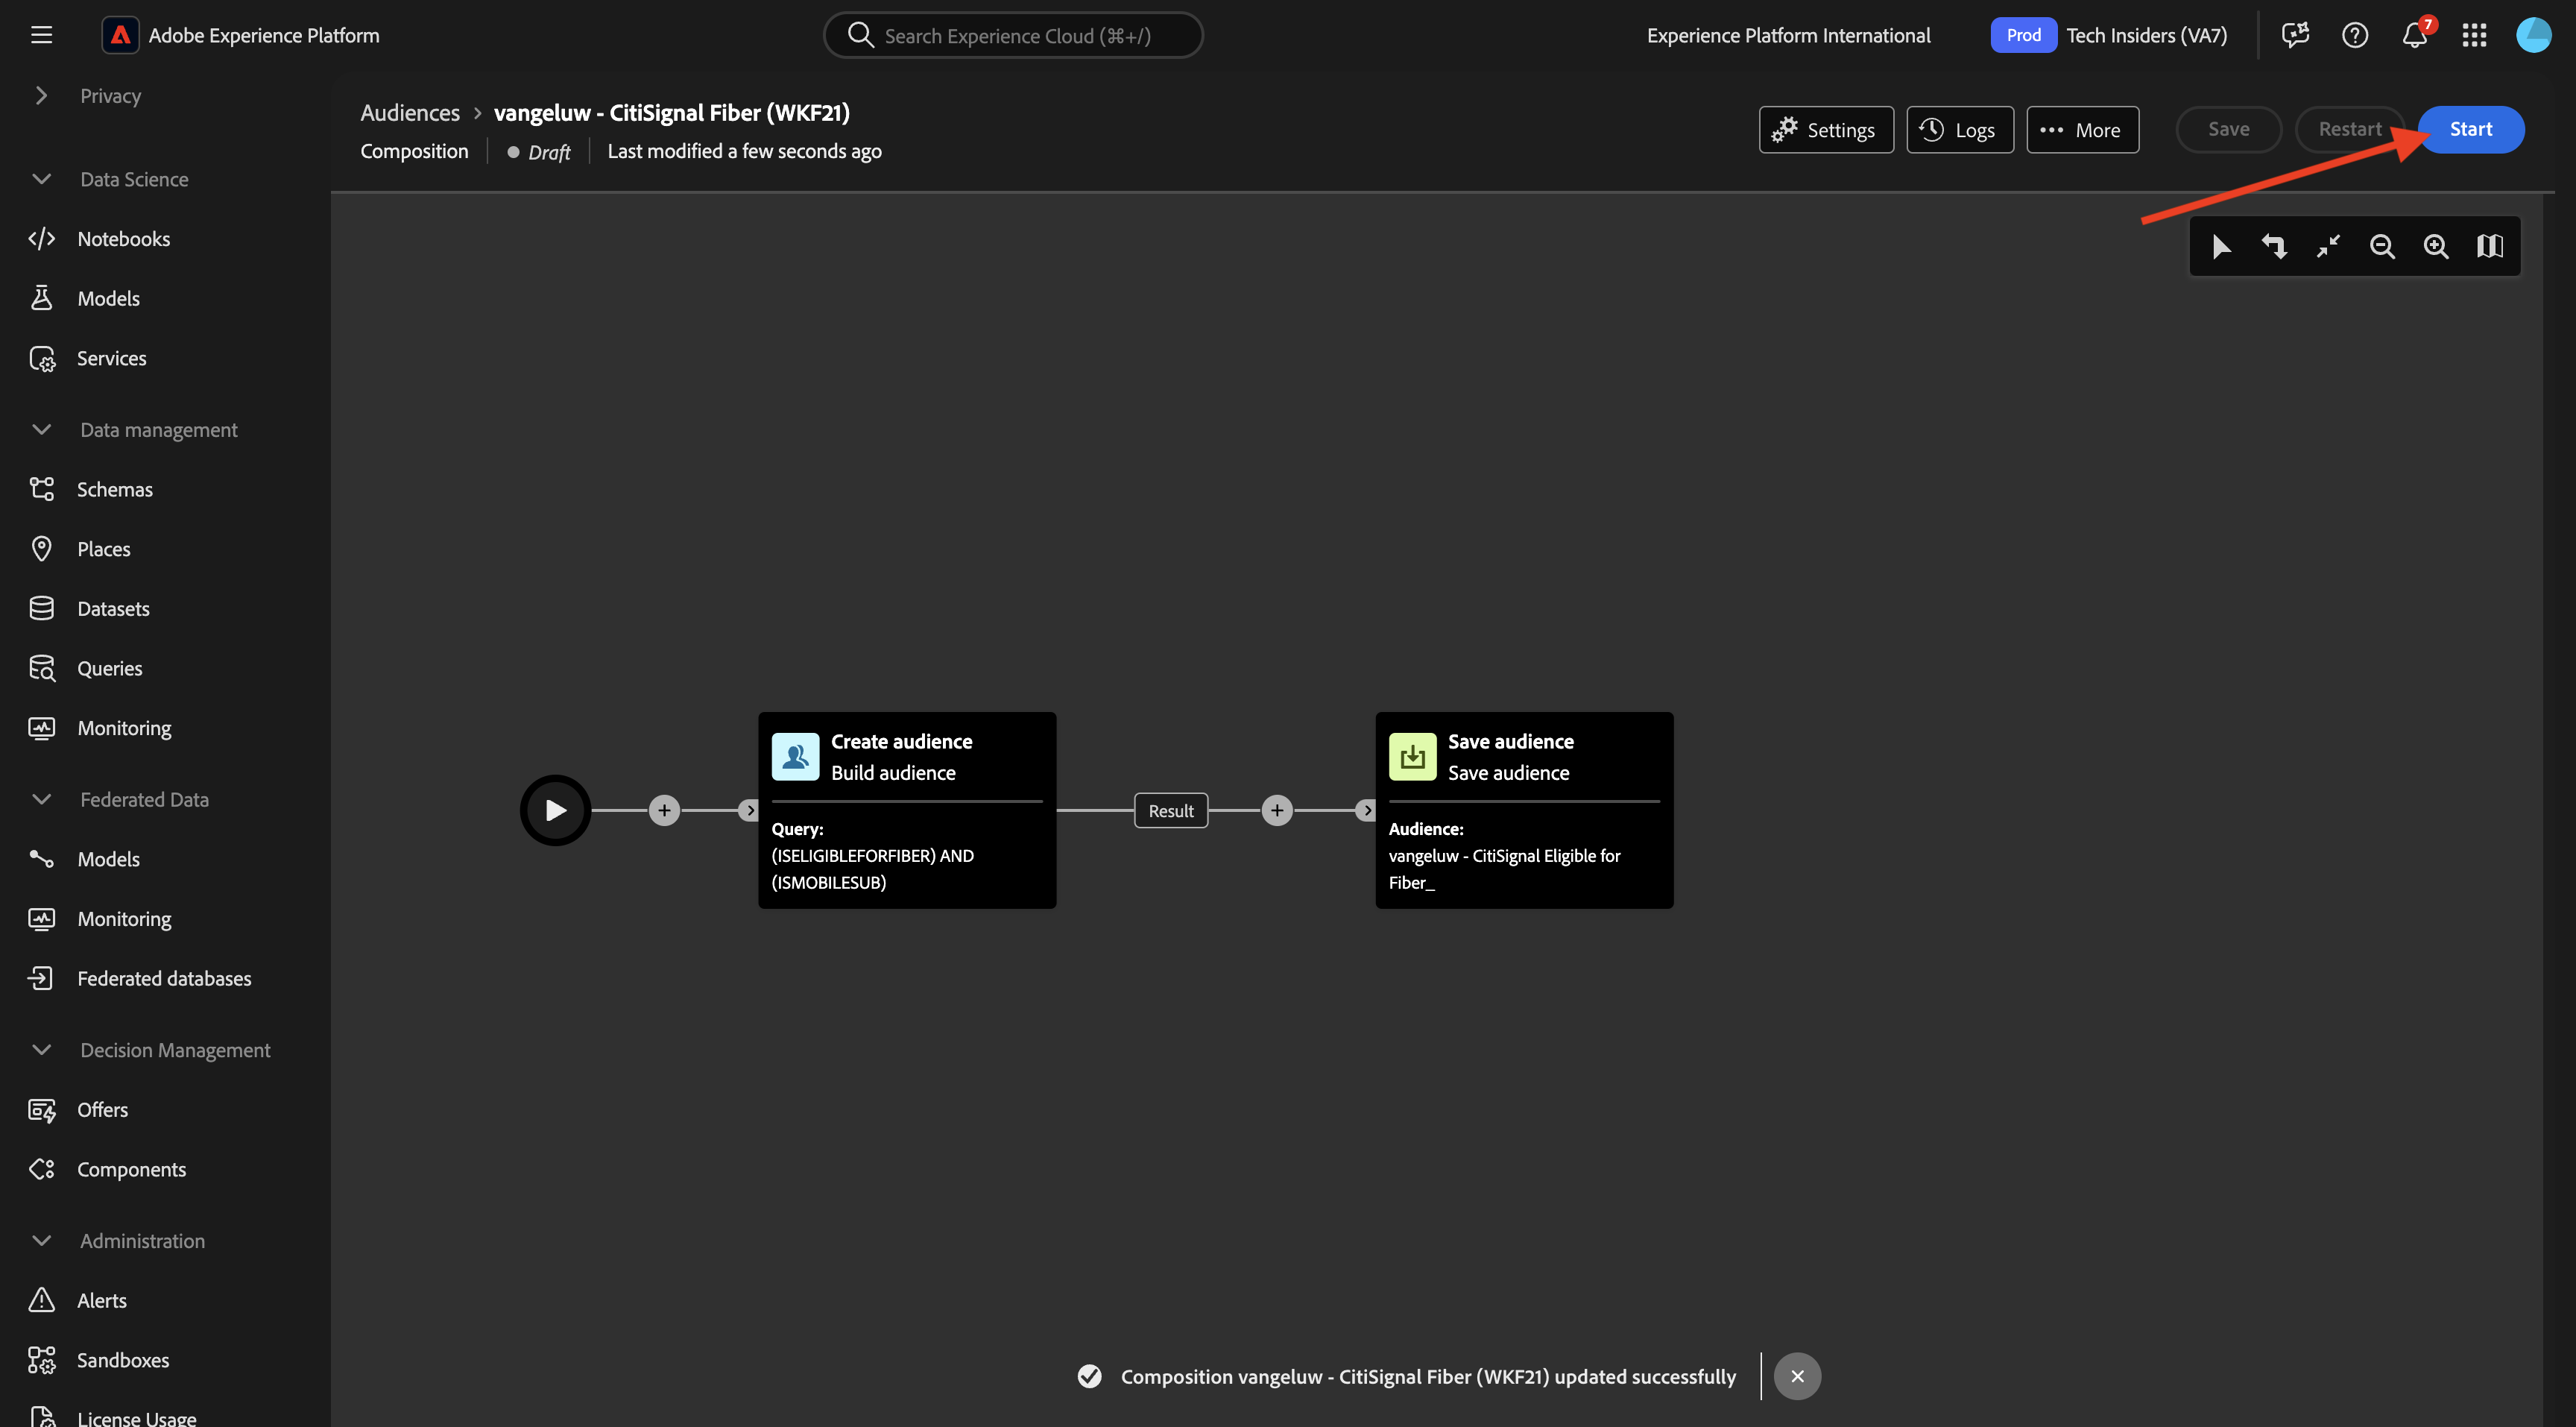 Adobe Experience Platform
Search Experience Cloud (⌘+/)
Experience Platform International
Prod
Tech Insiders (VA7)
7
Privacy
Data Science
Notebooks
Models
Services
Data management
Schemas
Places
Datasets
Queries
Monitoring
Federated Data
Models
Monitoring
Federated databases
Decision Management
Offers
Components
Administration
Alerts
Sandboxes
License Usage
Audiences > vangeluw - CitiSignal Fiber (WKF21)
Composition
Draft
Last modified a few seconds ago
Settings
Logs
More
Save
Restart
Start
Create audience
Build audience
Query:
(ISELIGIBLEFORFIBER) AND
(ISMOBILESUB)
Result
Save audience
Save audience
Audience:
vangeluw - CitiSignal Eligible for
Fiber_
Composition vangeluw - CitiSignal Fiber (WKF21) updated successfully